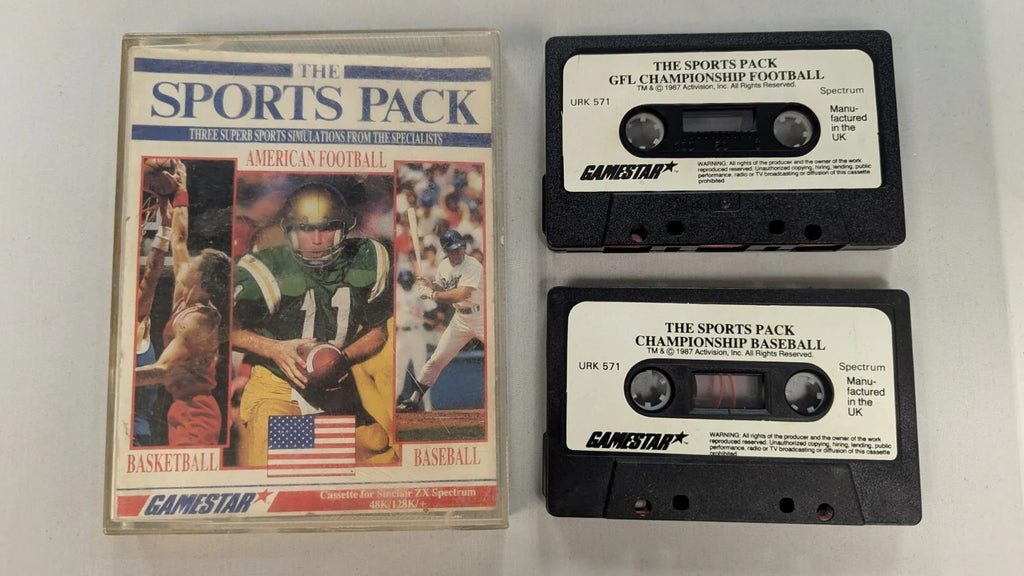 THE
SPORTS PACK
THREE SUPERB SPORTS SIMULATIONS FROM THE SPECIALISTS
AMERICAN FOOTBALL
11
BASKETBALL
BASEBALL
GAMESTAR
Cassette for Sinclair ZX Spectrum
48K/128K/+
THE SPORTS PACK
GFL CHAMPIONSHIP FOOTBALL
TM & © 1987 Activision, Inc. All Rights Reserved.
URK 571
Spectrum
Manu-
factured
in the
UK
GAMESTAR™
WARNING: All rights of the producer and the owner of the work
reproduced reserved. Unauthorized copying, hiring, lending, public
performance, radio or TV broadcasting or diffusion of this cassette
prohibited
THE SPORTS PACK
CHAMPIONSHIP BASEBALL
TM & © 1987 Activision, Inc. All Rights Reserved.
URK 571
Spectrum
Manu-
factured
in the
UK
GAMESTAR™
WARNING: All rights of the producer and the owner of the work
reproduced reserved. Unauthorized copying, hiring, lending, public
performance, radio or TV broadcasting or diffusion of this cassette
prohibited